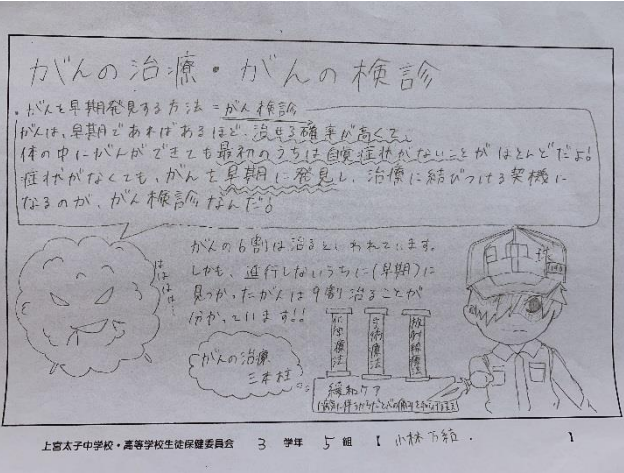 がんの治療・がんの検診
・がんを早期発見する方法＝がん検診
がんは、早期であればあるほど、治せる確率が高くて、
体の中にがんができても最初のうちは自覚症状がないことがほとんどだよ!
症状がなくても、がんを早期に発見し、治療に結びつける契機に
なるのが、がん検診なんだ!
はははは…
がんの6割は治るといわれています。
しかも、進行しないうちに(早期)に
見つかったがんは9割治ることが
分かっています!!
がんの治療
三本柱
手術療法
放射線療法
緩和ケア
球
上宮太子中学校・高等学校生徒保健委員会 3 学年 5 組 【 小林 】